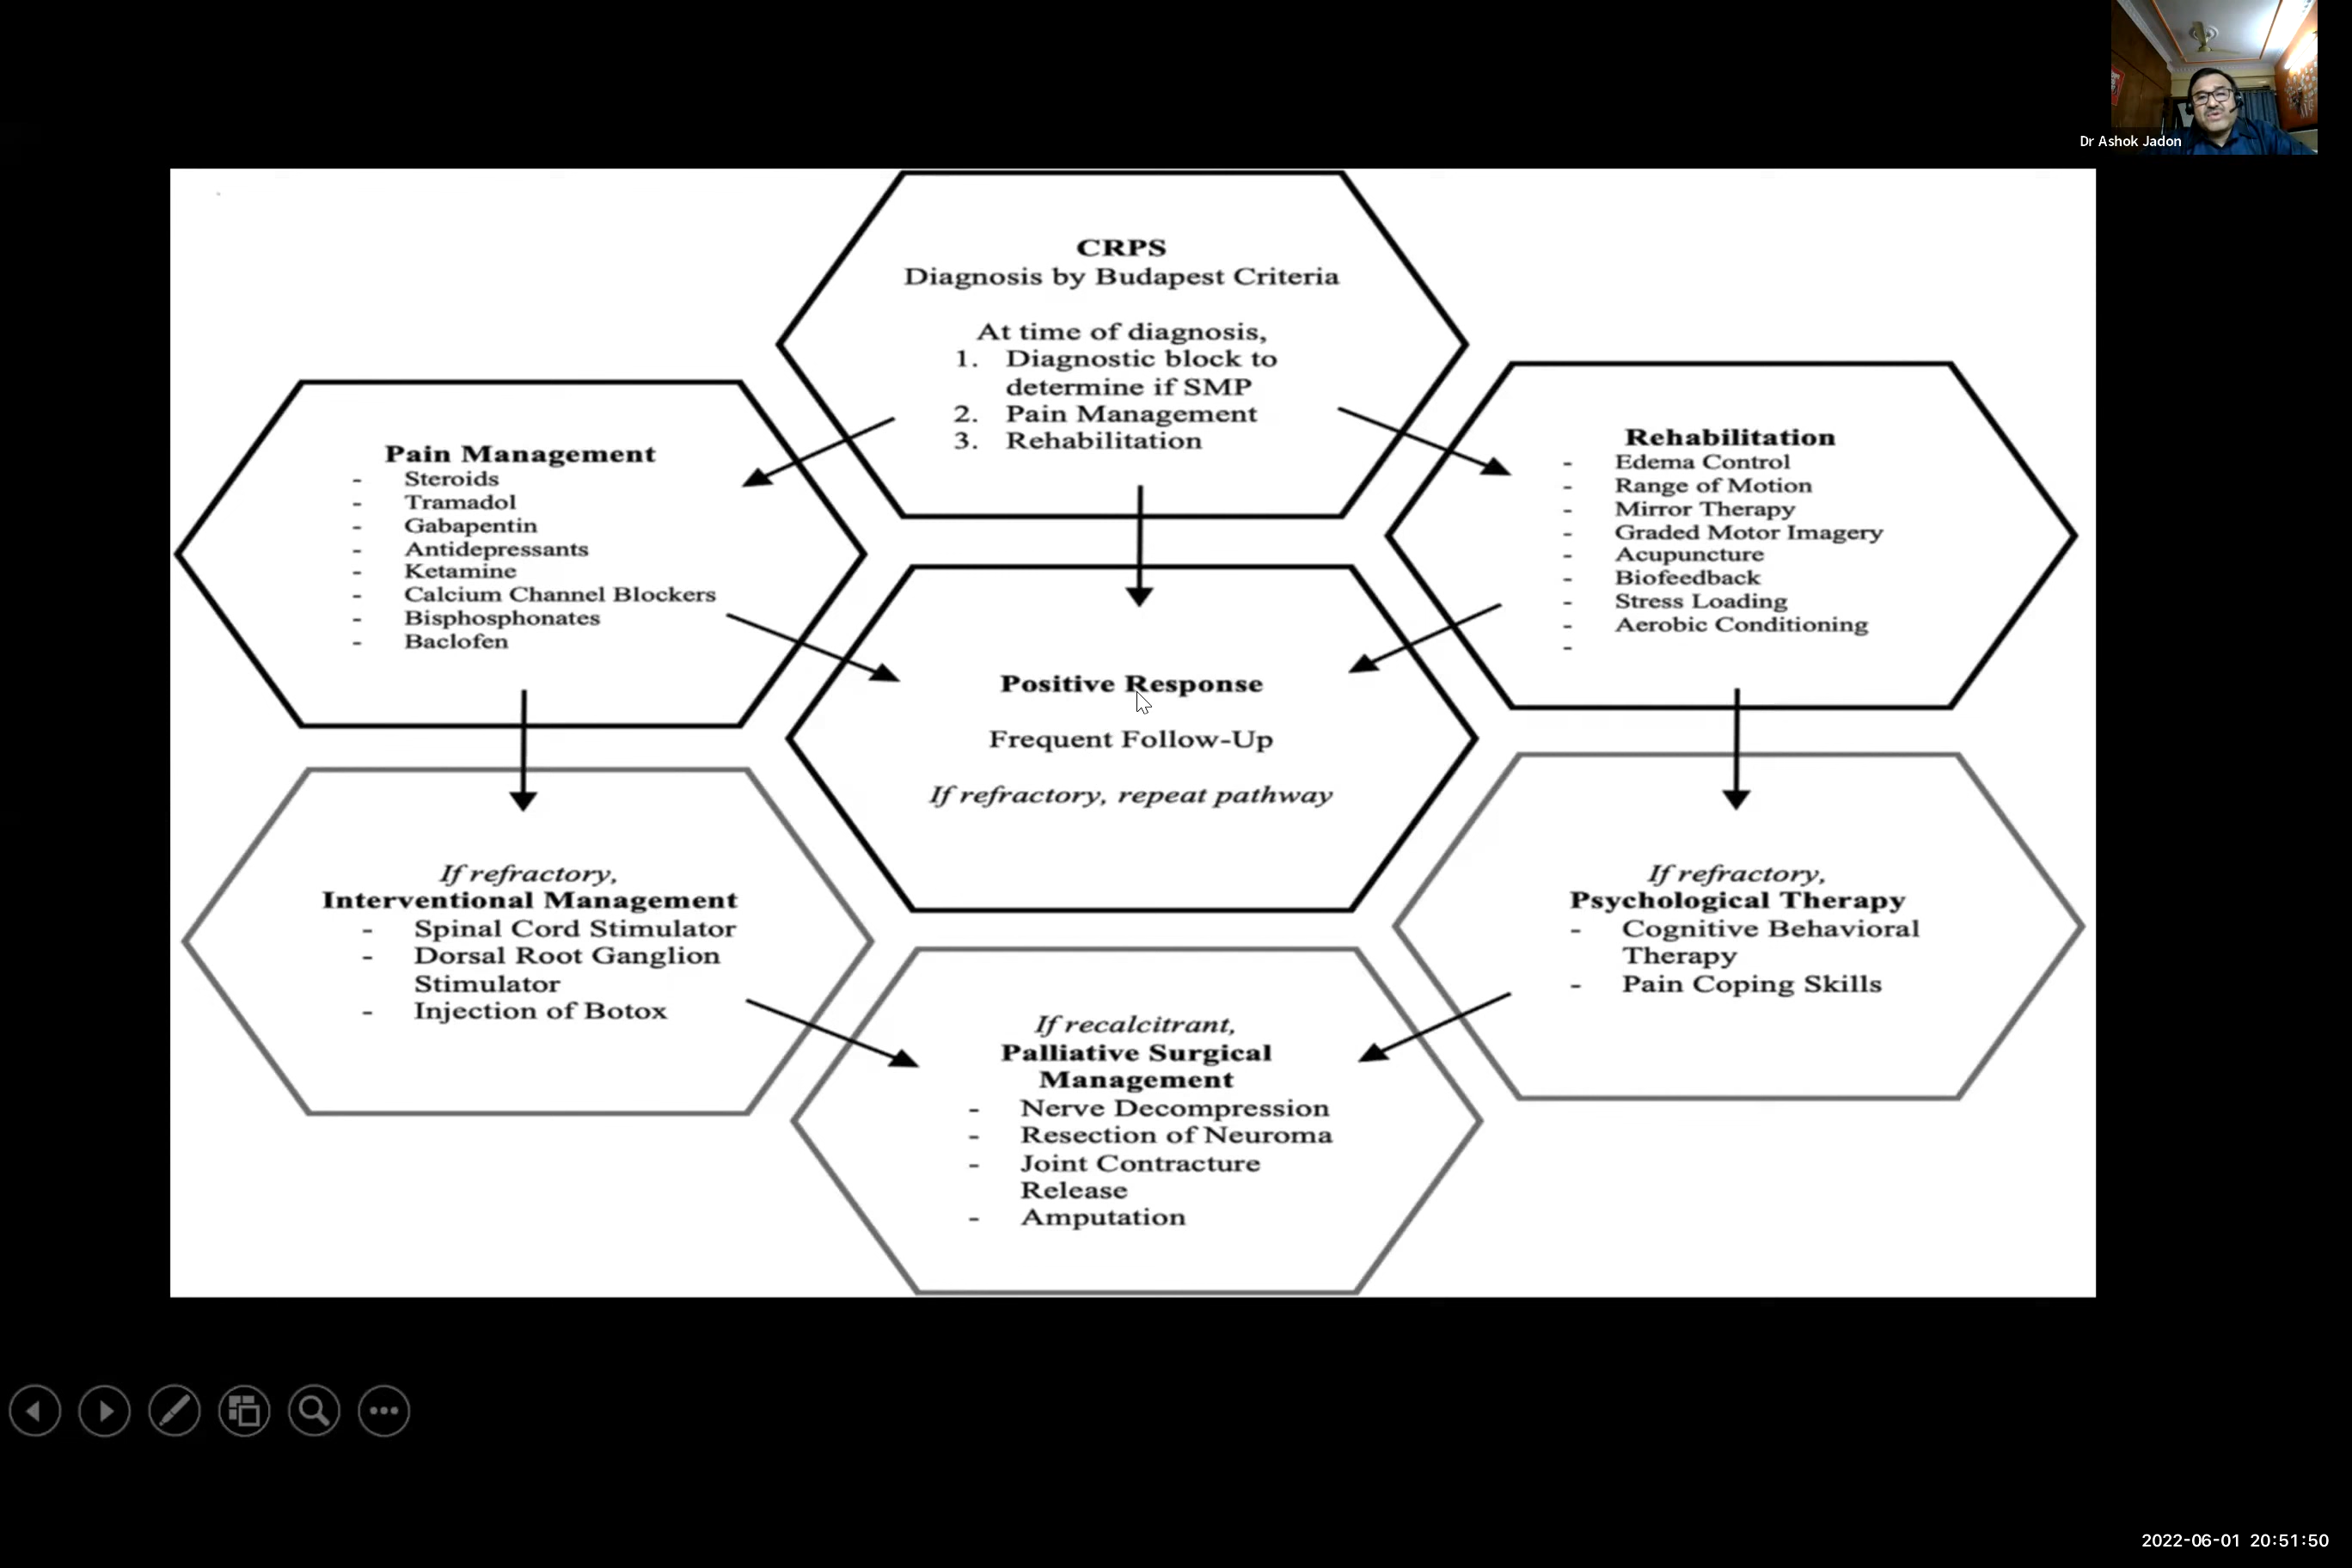 Dr Ashok Jadon
CRPS
Diagnosis by Budapest Criteria
At time of diagnosis,
1. Diagnostic block to
determine if SMP
2. Pain Management
3. Rehabilitation
Pain Management
- Steroids
- Tramadol
- Gabapentin
- Antidepressants
- Ketamine
- Calcium Channel Blockers
- Bisphosphonates
- Baclofen
Rehabilitation
- Edema Control
- Range of Motion
- Mirror Therapy
- Graded Motor Imagery
- Acupuncture
- Biofeedback
- Stress Loading
- Aerobic Conditioning
-
Positive Response
Frequent Follow-Up
If refractory, repeat pathway
If refractory,
Interventional Management
- Spinal Cord Stimulator
- Dorsal Root Ganglion
Stimulator
- Injection of Botox
If refractory,
Psychological Therapy
- Cognitive Behavioral
Therapy
- Pain Coping Skills
If recalcitrant,
Palliative Surgical
Management
- Nerve Decompression
- Resection of Neuroma
- Joint Contracture
Release
- Amputation
2022-06-01 20:51:50